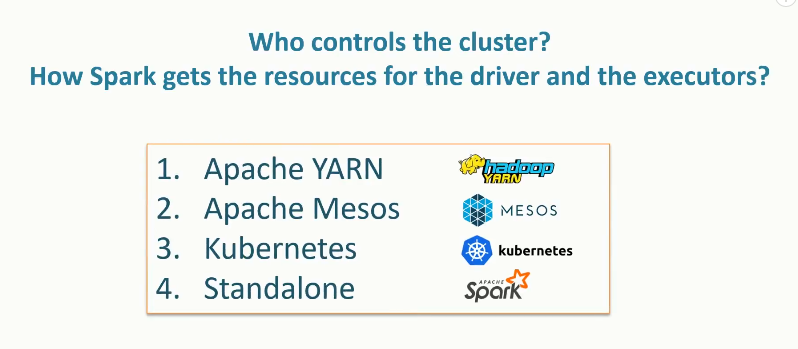 Who controls the cluster?
How Spark gets the resources for the driver and the executors?
1. Apache YARN
hadoop
YARN
2. Apache Mesos
MESOS
3. Kubernetes
kubernetes
4. Standalone
APACHE
Spark